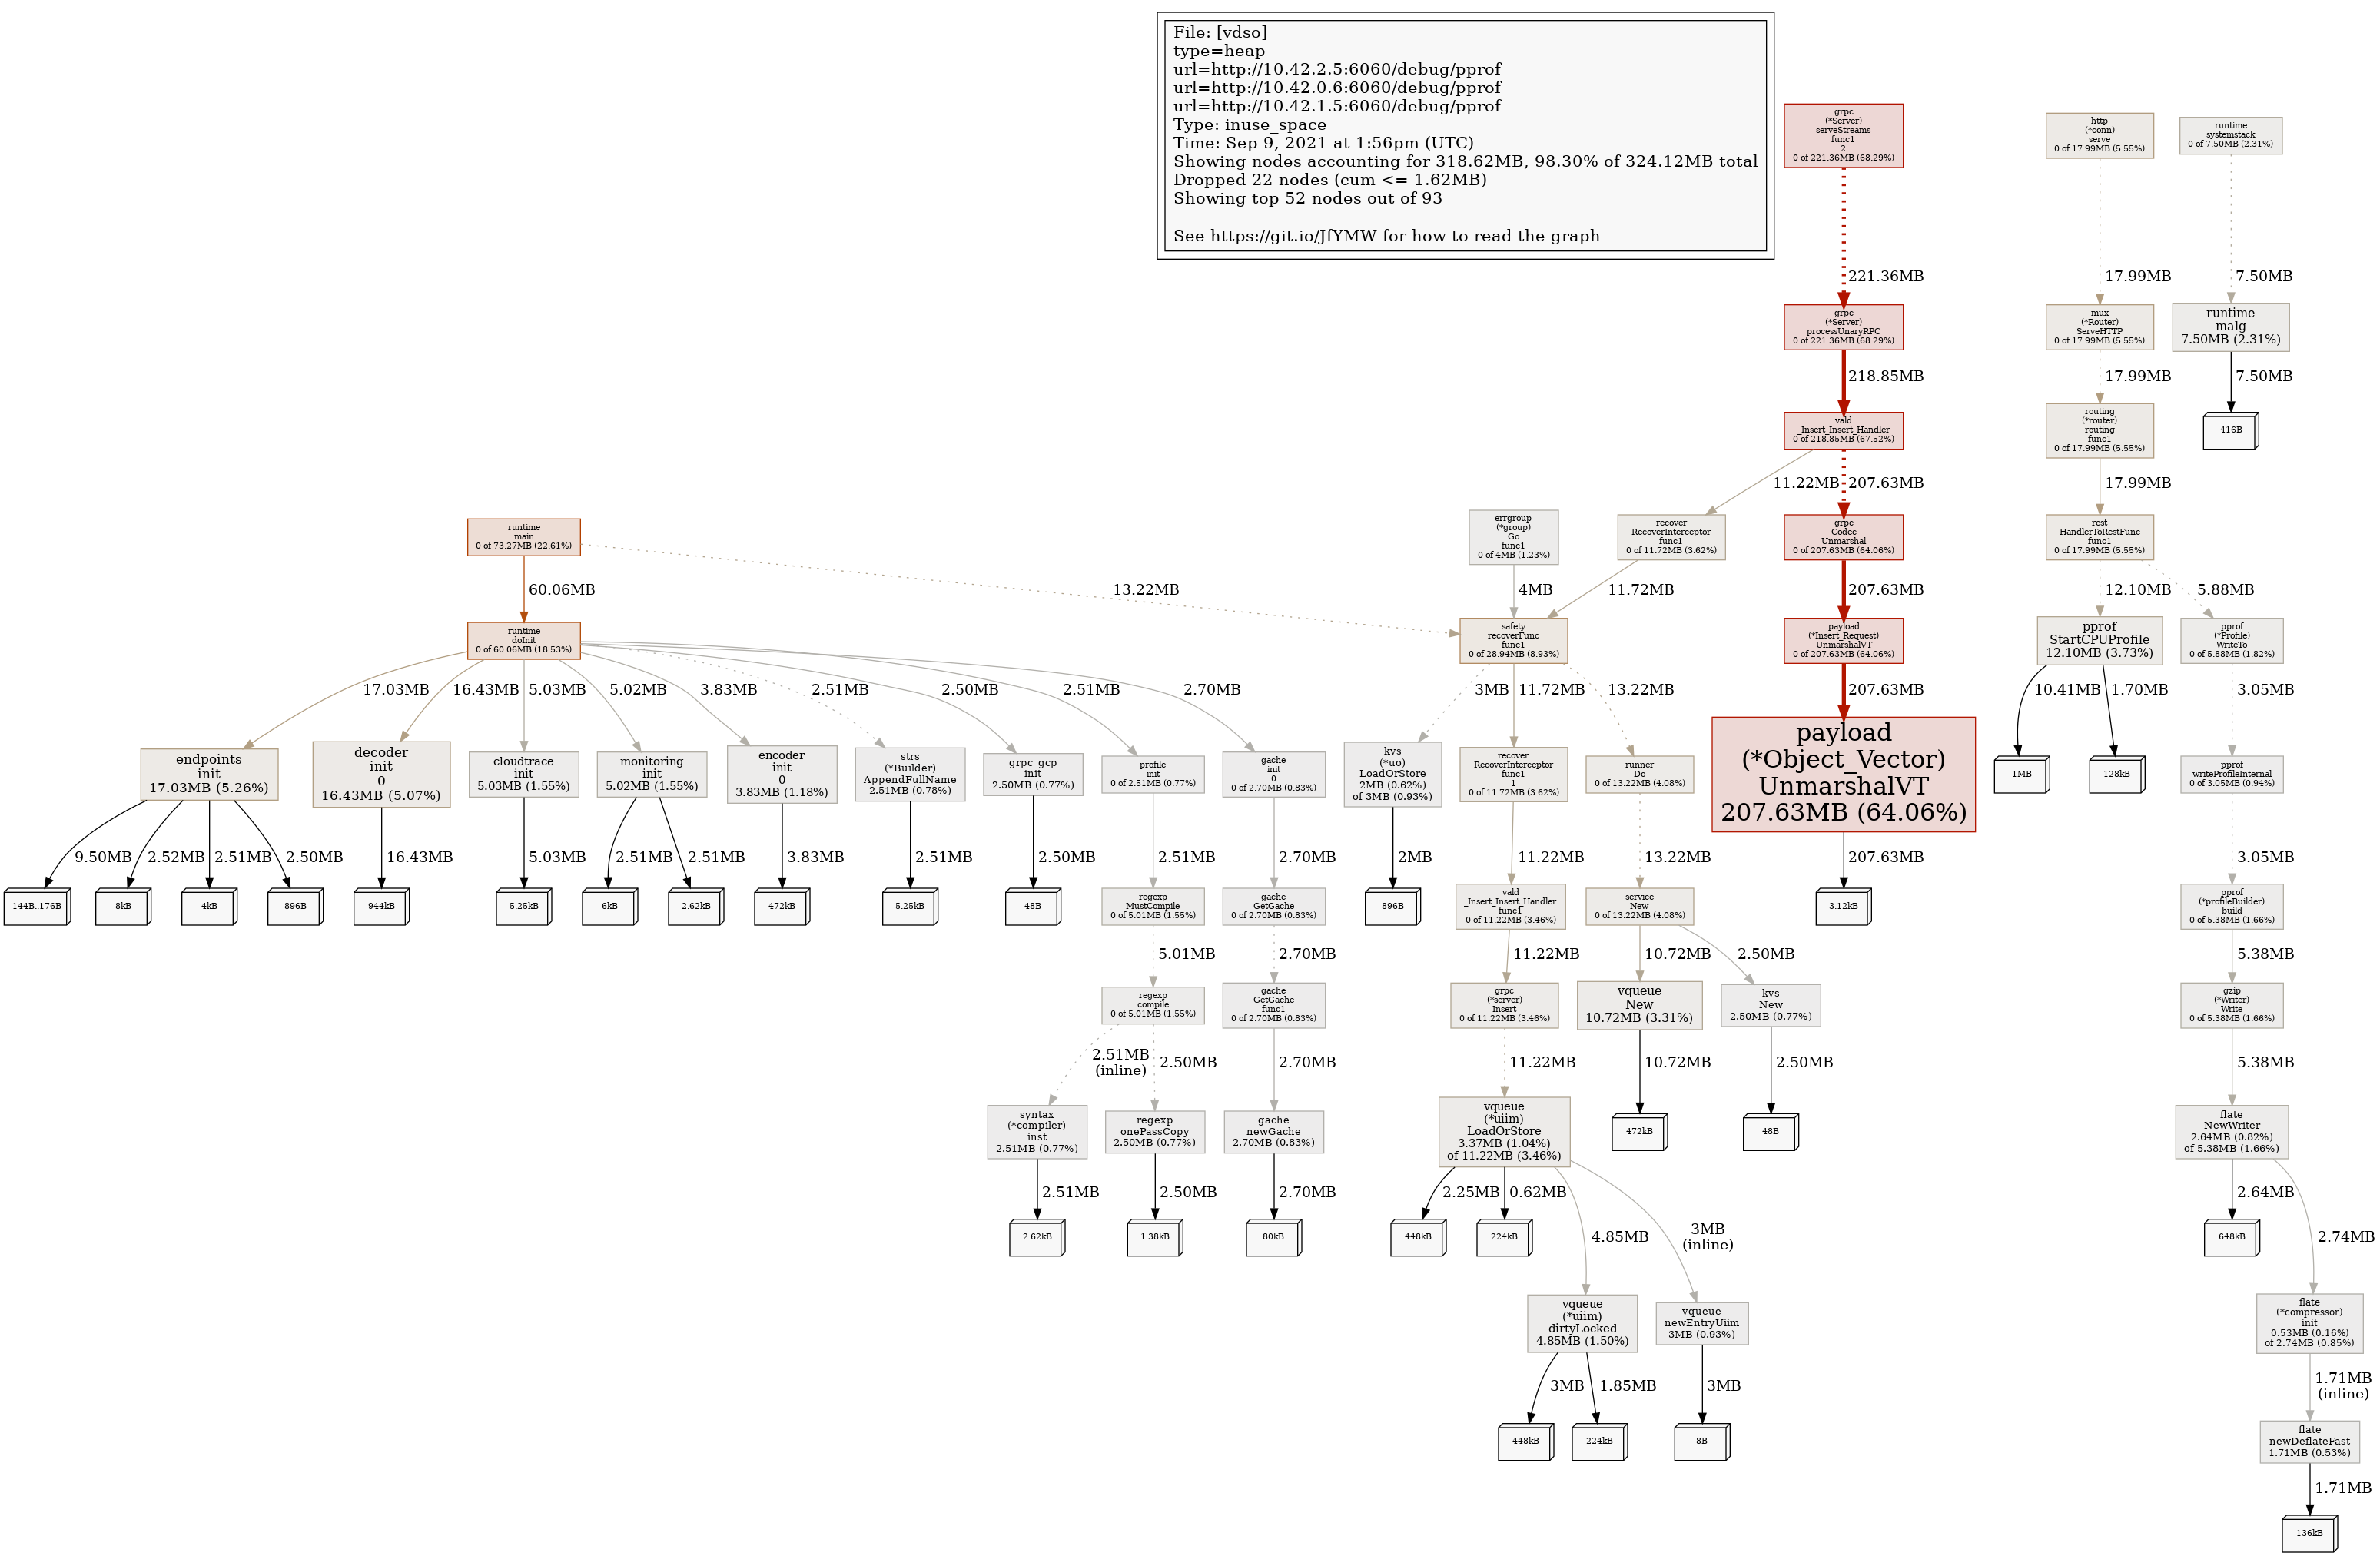 File: [vdso]
type=heap
url=http://10.42.2.5:6060/debug/pprof
url=http://10.42.0.6:6060/debug/pprof
url=http://10.42.1.5:6060/debug/pprof
Type: inuse_space
Time: Sep 9, 2021 at 1:56pm (UTC)
Showing nodes accounting for 318.62MB, 98.30% of 324.12MB total
Dropped 22 nodes (cum <= 1.62MB)
Showing top 52 nodes out of 93
See https://git.io/JfYMW for how to read the graph
grpc
(*Server)
serveStreams
func1
2
0 of 221.36MB (68.29%)
http
(*conn)
serve
0 of 17.99MB (5.55%)
runtime
systemstack
0 of 7.50MB (2.31%)
221.36MB
17.99MB
7.50MB
grpc
(*Server)
processUnaryRPC
0 of 221.36MB (68.29%)
mux
(*Router)
ServeHTTP
0 of 17.99MB (5.55%)
runtime
malg
7.50MB (2.31%)
218.85MB
17.99MB
7.50MB
vald
_Insert_Insert_Handler
0 of 218.85MB (67.52%)
routing
(*router)
routing
func1
0 of 17.99MB (5.55%)
416B
11.22MB
207.63MB
17.99MB
runtime
main
0 of 73.27MB (22.61%)
errgroup
(*group)
Go
func1
0 of 4MB (1.23%)
recover
RecoverInterceptor
func1
0 of 11.72MB (3.62%)
grpc
Codec
Unmarshal
0 of 207.63MB (64.06%)
rest
HandlerToRestFunc
func1
0 of 17.99MB (5.55%)
60.06MB
13.22MB
4MB
11.72MB
207.63MB
12.10MB
5.88MB
runtime
doInit
0 of 60.06MB (18.53%)
safety
recoverFunc
func1
0 of 28.94MB (8.93%)
payload
(*Insert_Request)
UnmarshalVT
0 of 207.63MB (64.06%)
pprof
StartCPUProfile
12.10MB (3.73%)
pprof
(*Profile)
WriteTo
0 of 5.88MB (1.82%)
17.03MB
16.43MB
5.03MB
5.02MB
3.83MB
2.51MB
2.50MB
2.51MB
2.70MB
3MB
11.72MB
13.22MB
207.63MB
10.41MB
1.70MB
3.05MB
endpoints
init
17.03MB (5.26%)
decoder
init
0
16.43MB (5.07%)
cloudtrace
init
5.03MB (1.55%)
monitoring
init
5.02MB (1.55%)
encoder
init
0
3.83MB (1.18%)
strs
(*Builder)
AppendFullName
2.51MB (0.78%)
grpc_gcp
init
2.50MB (0.77%)
profile
init
0 of 2.51MB (0.77%)
gache
init
0
0 of 2.70MB (0.83%)
kvs
(*uo)
LoadOrStore
2MB (0.62%)
of 3MB (0.93%)
recover
RecoverInterceptor
func1
1
0 of 11.72MB (3.62%)
runner
Do
0 of 13.22MB (4.08%)
payload
(*Object_Vector)
UnmarshalVT
207.63MB (64.06%)
1MB
128kB
pprof
writeProfileInternal
0 of 3.05MB (0.94%)
9.50MB
2.52MB
2.51MB
2.50MB
16.43MB
5.03MB
2.51MB
2.51MB
3.83MB
2.51MB
2.50MB
2.51MB
2.70MB
2MB
11.22MB
13.22MB
207.63MB
3.05MB
144B..176B
8kB
4kB
896B
944kB
5.25kB
6kB
2.62kB
472kB
5.25kB
48B
regexp
MustCompile
0 of 5.01MB (1.55%)
gache
GetGache
0 of 2.70MB (0.83%)
896B
vald
_Insert_Insert_Handler
func1
0 of 11.22MB (3.46%)
service
New
0 of 13.22MB (4.08%)
3.12kB
pprof
(*profileBuilder)
build
0 of 5.38MB (1.66%)
5.01MB
2.70MB
11.22MB
10.72MB
2.50MB
5.38MB
regexp
compile
0 of 5.01MB (1.55%)
gache
GetGache
func1
0 of 2.70MB (0.83%)
grpc
(*server)
Insert
0 of 11.22MB (3.46%)
vqueue
New
10.72MB (3.31%)
kvs
New
2.50MB (0.77%)
gzip
(*Writer)
Write
0 of 5.38MB (1.66%)
2.51MB
(inline)
2.50MB
2.70MB
11.22MB
10.72MB
2.50MB
5.38MB
syntax
(*compiler)
inst
2.51MB (0.77%)
regexp
onePassCopy
2.50MB (0.77%)
gache
newGache
2.70MB (0.83%)
vqueue
(*uiim)
LoadOrStore
3.37MB (1.04%)
of 11.22MB (3.46%)
472kB
48B
flate
NewWriter
2.64MB (0.82%)
of 5.38MB (1.66%)
2.51MB
2.50MB
2.70MB
2.25MB
0.62MB
4.85MB
3MB
(inline)
2.64MB
2.74MB
2.62kB
1.38kB
80kB
448kB
224kB
648kB
vqueue
(*uiim)
dirtyLocked
4.85MB (1.50%)
vqueue
newEntryUiim
3MB (0.93%)
flate
(*compressor)
init
0.53MB (0.16%)
of 2.74MB (0.85%)
3MB
1.85MB
3MB
1.71MB
(inline)
448kB
224kB
8B
flate
newDeflateFast
1.71MB (0.53%)
1.71MB
136kB